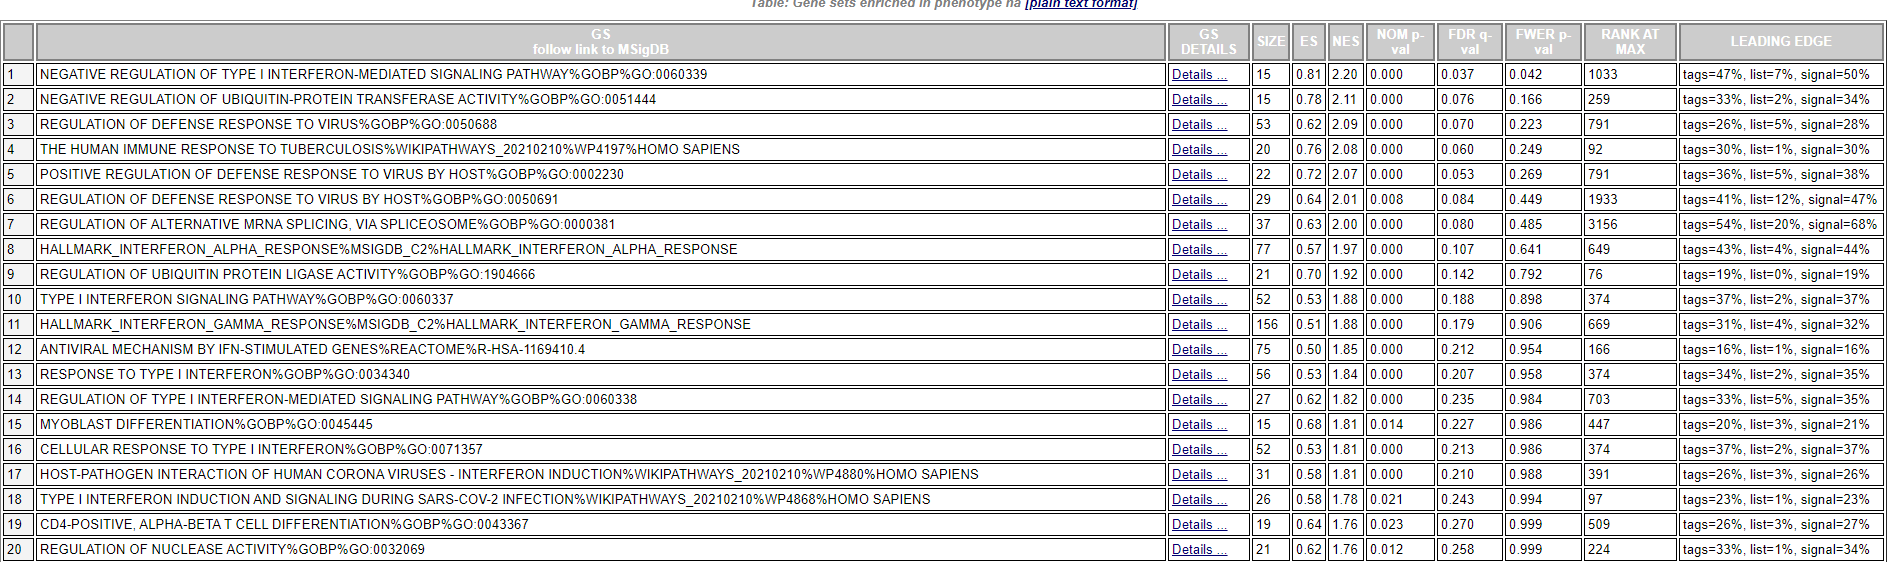 Table: Gene sets enriched in phenotype na [plain text format]
GS follow link to MSigDB GS DETAILS SIZE ES NES NOM p-val FDR q-val FWER p-val RANK AT MAX LEADING EDGE
1 NEGATIVE REGULATION OF TYPE I INTERFERON-MEDIATED SIGNALING PATHWAY%GOBP%GO:0060339 Details ... 15 0.81 2.20 0.000 0.037 0.042 1033 tags=47%, list=7%, signal=50%
2 NEGATIVE REGULATION OF UBIQUITIN-PROTEIN TRANSFERASE ACTIVITY%GOBP%GO:0051444 Details ... 15 0.78 2.11 0.000 0.076 0.166 259 tags=33%, list=2%, signal=34%
3 REGULATION OF DEFENSE RESPONSE TO VIRUS%GOBP%GO:0050688 Details ... 53 0.62 2.09 0.000 0.070 0.223 791 tags=26%, list=5%, signal=28%
4 THE HUMAN IMMUNE RESPONSE TO TUBERCULOSIS%WIKIPATHWAYS_20210210%WP4197%HOMO SAPIENS Details ... 20 0.76 2.08 0.000 0.060 0.249 92 tags=30%, list=1%, signal=30%
5 POSITIVE REGULATION OF DEFENSE RESPONSE TO VIRUS BY HOST%GOBP%GO:0002230 Details ... 22 0.72 2.07 0.000 0.053 0.269 791 tags=36%, list=5%, signal=38%
6 REGULATION OF DEFENSE RESPONSE TO VIRUS BY HOST%GOBP%GO:0050691 Details ... 29 0.64 2.01 0.008 0.084 0.449 1933 tags=41%, list=12%, signal=47%
7 REGULATION OF ALTERNATIVE MRNA SPLICING, VIA SPLICEOSOME%GOBP%GO:0000381 Details ... 37 0.63 2.00 0.000 0.080 0.485 3156 tags=54%, list=20%, signal=68%
8 HALLMARK_INTERFERON_ALPHA_RESPONSE%MSIGDB_C2%HALLMARK_INTERFERON_ALPHA_RESPONSE Details ... 77 0.57 1.97 0.000 0.107 0.641 649 tags=43%, list=4%, signal=44%
9 REGULATION OF UBIQUITIN PROTEIN LIGASE ACTIVITY%GOBP%GO:1904666 Details ... 21 0.70 1.92 0.000 0.142 0.792 76 tags=19%, list=0%, signal=19%
10 TYPE I INTERFERON SIGNALING PATHWAY%GOBP%GO:0060337 Details ... 52 0.53 1.88 0.000 0.188 0.898 374 tags=37%, list=2%, signal=37%
11 HALLMARK_INTERFERON_GAMMA_RESPONSE%MSIGDB_C2%HALLMARK_INTERFERON_GAMMA_RESPONSE Details ... 156 0.51 1.88 0.000 0.179 0.906 669 tags=31%, list=4%, signal=32%
12 ANTIVIRAL MECHANISM BY IFN-STIMULATED GENES%REACTOME%R-HSA-1169410.4 Details ... 75 0.50 1.85 0.000 0.212 0.954 166 tags=16%, list=1%, signal=16%
13 RESPONSE TO TYPE I INTERFERON%GOBP%GO:0034340 Details ... 56 0.53 1.84 0.000 0.207 0.958 374 tags=34%, list=2%, signal=35%
14 REGULATION OF TYPE I INTERFERON-MEDIATED SIGNALING PATHWAY%GOBP%GO:0060338 Details ... 27 0.62 1.82 0.000 0.235 0.984 703 tags=33%, list=5%, signal=35%
15 MYOBLAST DIFFERENTIATION%GOBP%GO:0045445 Details ... 15 0.68 1.81 0.014 0.227 0.986 447 tags=20%, list=3%, signal=21%
16 CELLULAR RESPONSE TO TYPE I INTERFERON%GOBP%GO:0071357 Details ... 52 0.53 1.81 0.000 0.213 0.986 374 tags=37%, list=2%, signal=37%
17 HOST-PATHOGEN INTERACTION OF HUMAN CORONA VIRUSES - INTERFERON INDUCTION%WIKIPATHWAYS_20210210%WP4880%HOMO SAPIENS Details ... 31 0.58 1.81 0.000 0.210 0.988 391 tags=26%, list=3%, signal=26%
18 TYPE I INTERFERON INDUCTION AND SIGNALING DURING SARS-COV-2 INFECTION%WIKIPATHWAYS_20210210%WP4868%HOMO SAPIENS Details ... 26 0.58 1.78 0.021 0.243 0.994 97 tags=23%, list=1%, signal=23%
19 CD4-POSITIVE, ALPHA-BETA T CELL DIFFERENTIATION%GOBP%GO:0043367 Details ... 19 0.64 1.76 0.023 0.270 0.999 509 tags=26%, list=3%, signal=27%
20 REGULATION OF NUCLEASE ACTIVITY%GOBP%GO:0032069 Details ... 21 0.62 1.76 0.012 0.258 0.999 224 tags=33%, list=1%, signal=34%